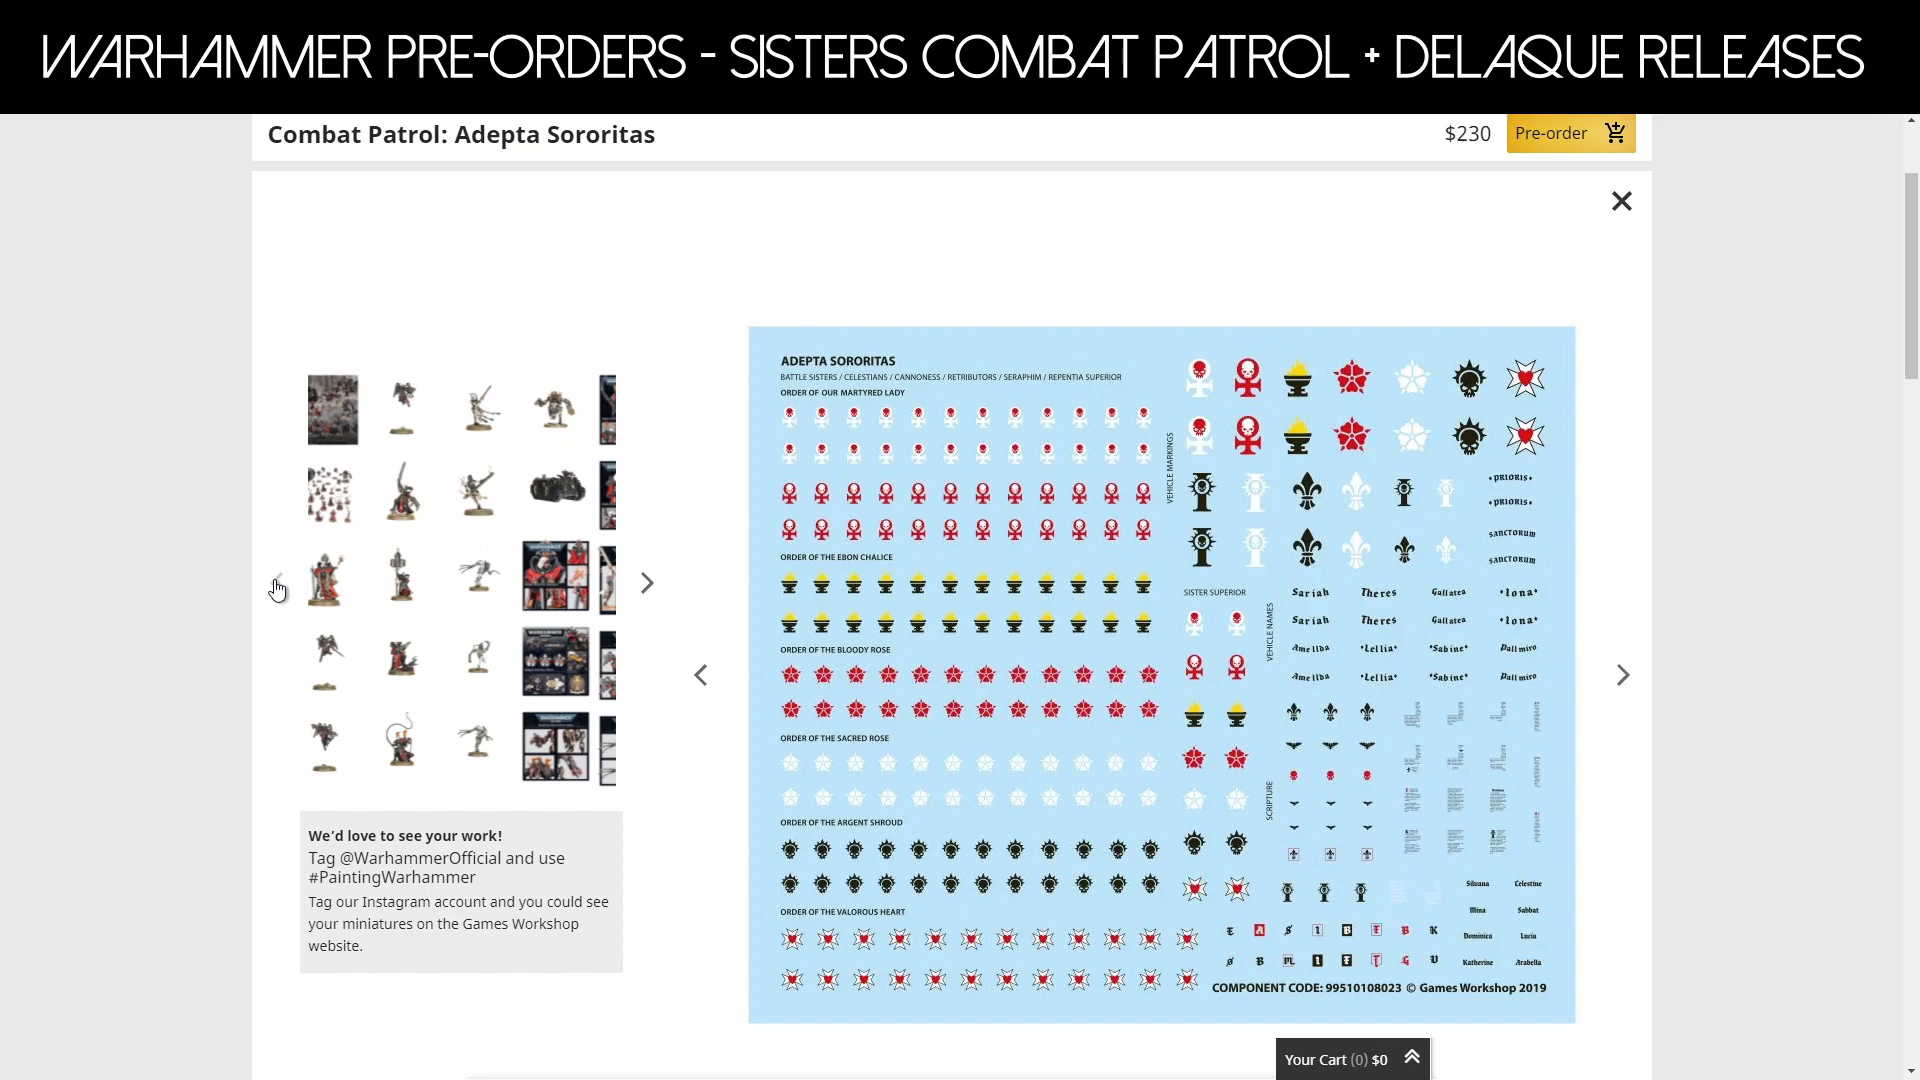 WARHAMMER PRE-ORDERS - SISTERS COMBAT PATROL + DELAQUE RELEASES
Combat Patrol: Adepta Sororitas
$230
Pre-order
ADEPTA SORORITAS
BATTLE SISTERS / CELESTIANS / CANNONESS / RETRIBUTORS / SERAPHIM / REPENTIA SUPERIOR
ORDER OF OUR MARTYRED LADY
VEHICLE MARKINGS
•PRIORIS•
•PRIORIS•
SANCTORUM
SANCTORUM
ORDER OF THE EBON CHALICE
SISTER SUPERIOR
VEHICLE NAMES
Sariah Theres Gallatea •Iona•
Sariah Theres Gallatea •Iona•
Amellda •Lellia• •Sabine• Pallmiro
Amellda •Lellia• •Sabine• Pallmiro
ORDER OF THE BLOODY ROSE
ORDER OF THE SACRED ROSE
SCRIPTURE
ORDER OF THE ARGENT SHROUD
Silvana Celestine
Mina Sabbat
Dominica Lucia
Katherine Arabella
ORDER OF THE VALOROUS HEART
COMPONENT CODE: 99510108023 © Games Workshop 2019
We'd love to see your work!
Tag @WarhammerOfficial and use
#PaintingWarhammer
Tag our Instagram account and you could see
your miniatures on the Games Workshop
website.
Your Cart (0) $0